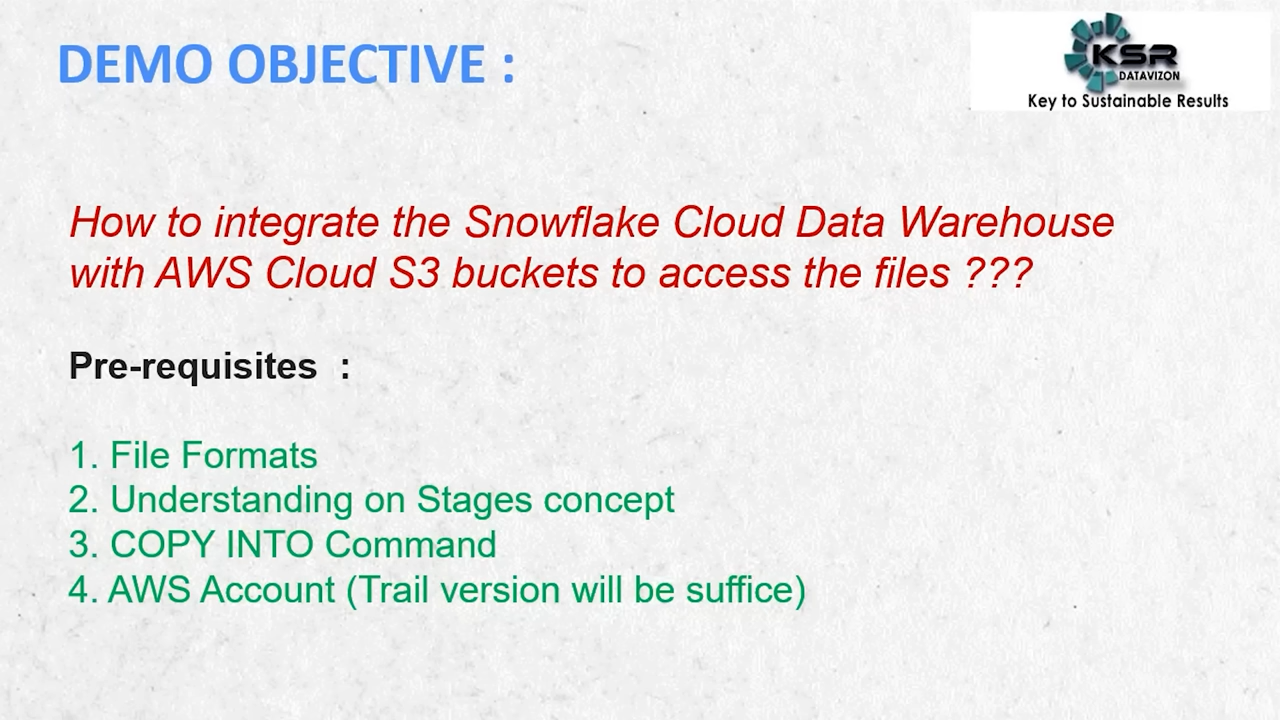 DEMO OBJECTIVE :
KSR
DATAVIZON
Key to Sustainable Results
How to integrate the Snowflake Cloud Data Warehouse
with AWS Cloud S3 buckets to access the files ???
Pre-requisites :
1. File Formats
2. Understanding on Stages concept
3. COPY INTO Command
4. AWS Account (Trail version will be suffice)